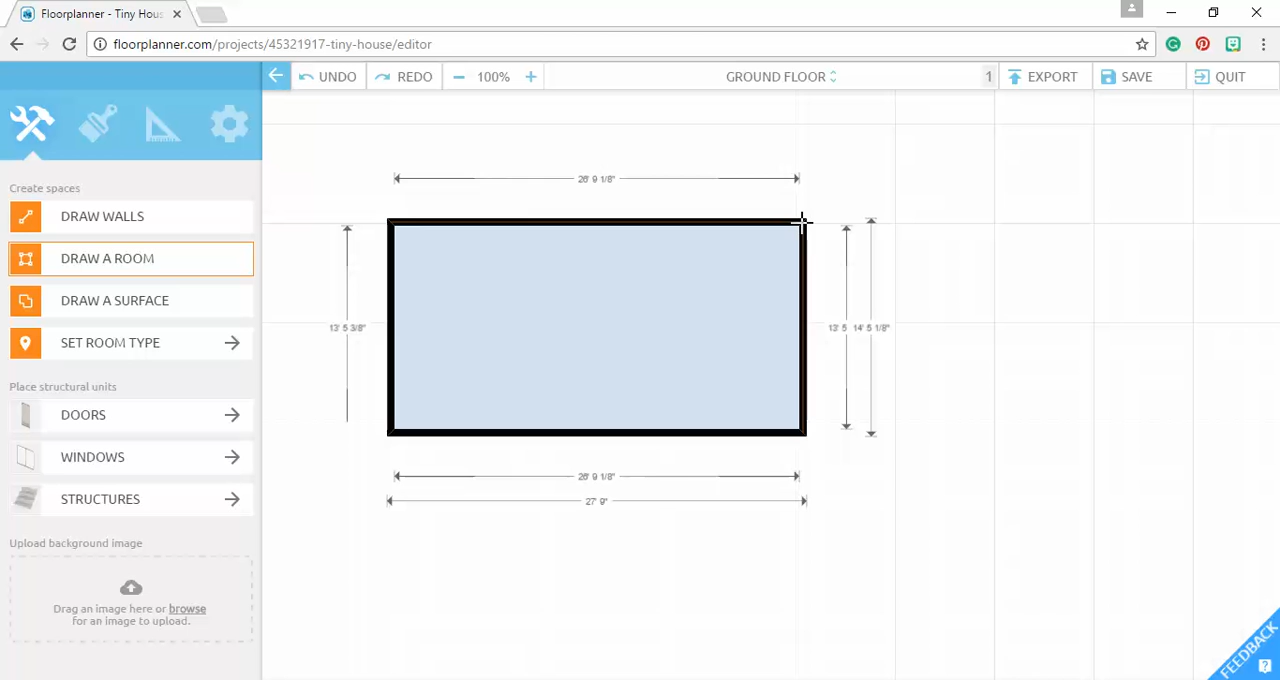 Floorplanner - Tiny Hous
floorplanner.com/projects/45321917-tiny-house/editor
UNDO REDO 100% GROUND FLOOR 1 EXPORT SAVE QUIT
Create spaces
DRAW WALLS
DRAW A ROOM
DRAW A SURFACE
SET ROOM TYPE
Place structural units
DOORS
WINDOWS
STRUCTURES
Upload background image
Drag an image here or browse
for an image to upload.
26' 9 1/8"
13' 5 3/8" 13' 5 14' 5 1/8"
26' 9 1/8"
27' 9"
FEEDBACK